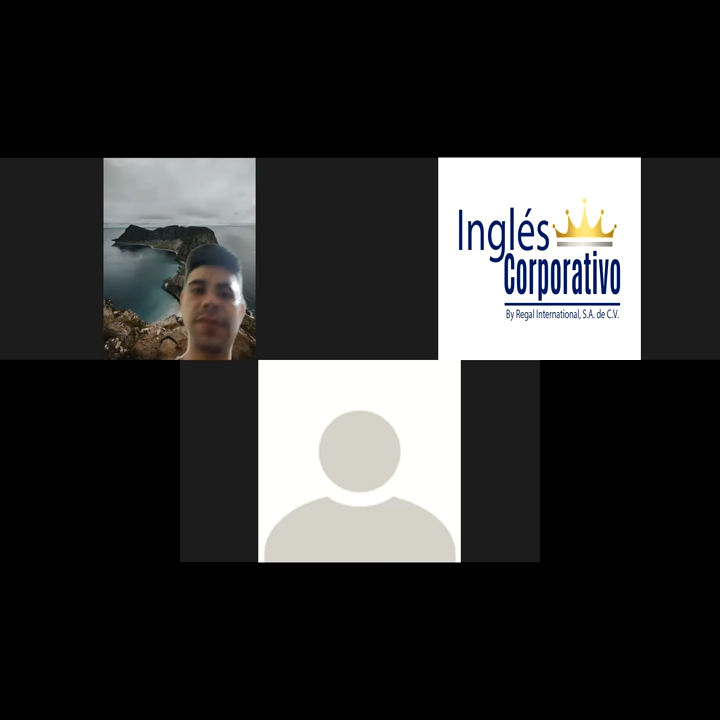 Inglés
Corporativo
By Regal International, S.A. de C.V.